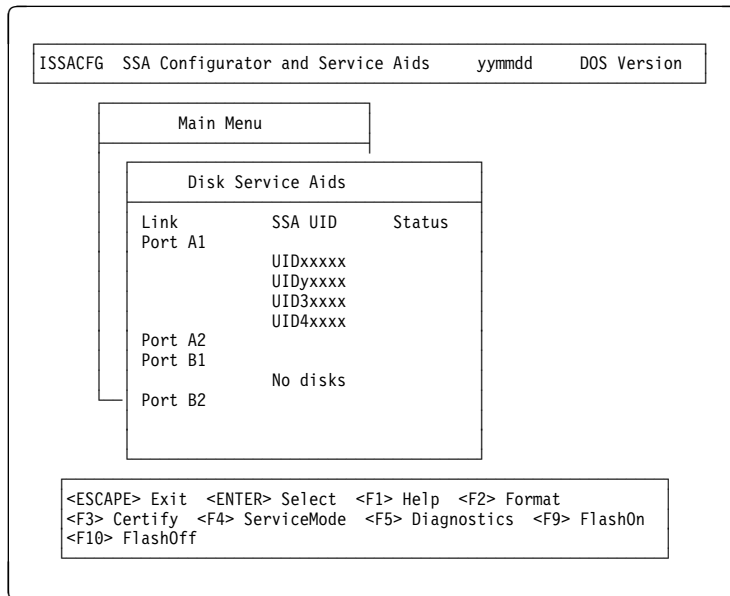 ISSACFG SSA Configurator and Service Aids yymmdd DOS Version
Main Menu
Disk Service Aids
Link SSA UID Status
Port A1
UIDxxxxx
UIDyxxxx
UID3xxxx
UID4xxxx
Port A2
Port B1
No disks
Port B2
<ESCAPE> Exit <ENTER> Select <F1> Help <F2> Format
<F3> Certify <F4> ServiceMode <F5> Diagnostics <F9> FlashOn
<F10> FlashOff